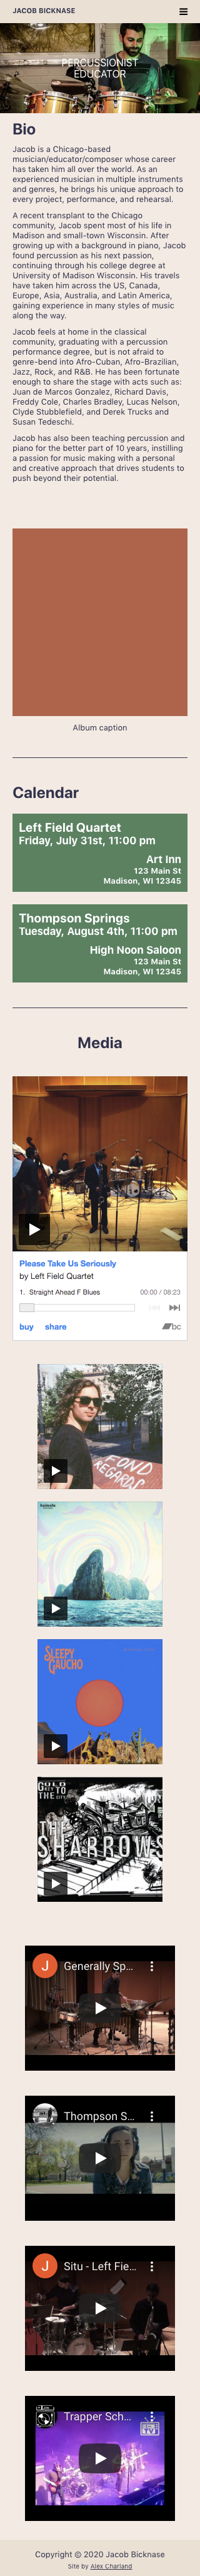 JACOB BICKNASE
PERCUSSIONIST
EDUCATOR
Bio
Jacob is a Chicago-based
musician/educator/composer whose career
has taken him all over the world. As an
experienced musician in multiple instruments
and genres, he brings his unique approach to
every project, performance, and rehearsal.
A recent transplant to the Chicago
community, Jacob spent most of his life in
Madison and small-town Wisconsin. After
growing up with a background in piano, Jacob
found percussion as his next passion,
continuing through his college degree at
University of Madison Wisconsin. His travels
have taken him across the US, Canada,
Europe, Asia, Australia, and Latin America,
gaining experience in many styles of music
along the way.
Jacob feels at home in the classical
community, graduating with a percussion
performance degree, but is not afraid to
genre-bend into Afro-Cuban, Afro-Brazilian,
Jazz, Rock, and R&B. He has been fortunate
enough to share the stage with acts such as:
Juan de Marcos Gonzalez, Richard Davis,
Freddy Cole, Charles Bradley, Lucas Nelson,
Clyde Stubblefield, and Derek Trucks and
Susan Tedeschi.
Jacob has also been teaching percussion and
piano for the better part of 10 years, instilling
a passion for music making with a personal
and creative approach that drives students to
push beyond their potential.
Album caption
Calendar
Left Field Quartet
Friday, July 31st, 11:00 pm
Art Inn
123 Main St
Madison, WI 12345
Thompson Springs
Tuesday, August 4th, 11:00 pm
High Noon Saloon
123 Main St
Madison, WI 12345
Media
Please Take Us Seriously
by Left Field Quartet
1. Straight Ahead F Blues 00:00 / 08:23
buy share bc
FOND
REGARDS
SLEEPY
GAUCHO
TO THE
THE
SHARROWS
J Generally Sp...
Thompson S...
J Situ - Left Fie...
Trapper Sch...
TV
Copyright © 2020 Jacob Bicknase
Site by Alex Charland